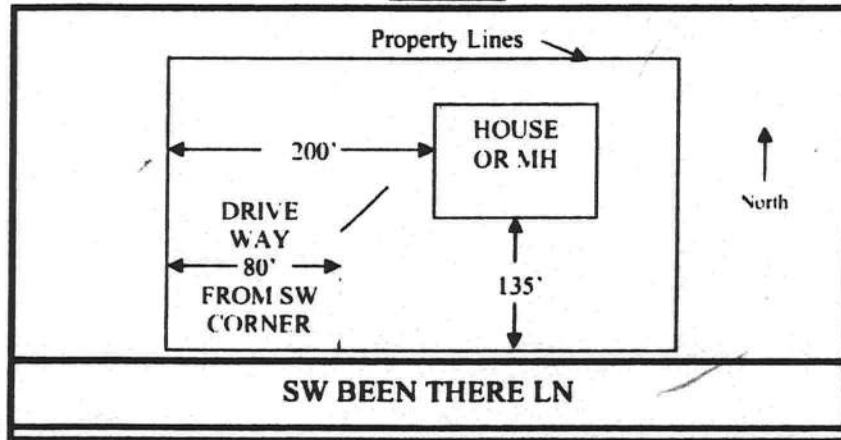 Property Lines
HOUSE
OR MH
200'
North
DRIVE
WAY
80'
FROM SW
CORNER
135'
SW BEEN THERE LN